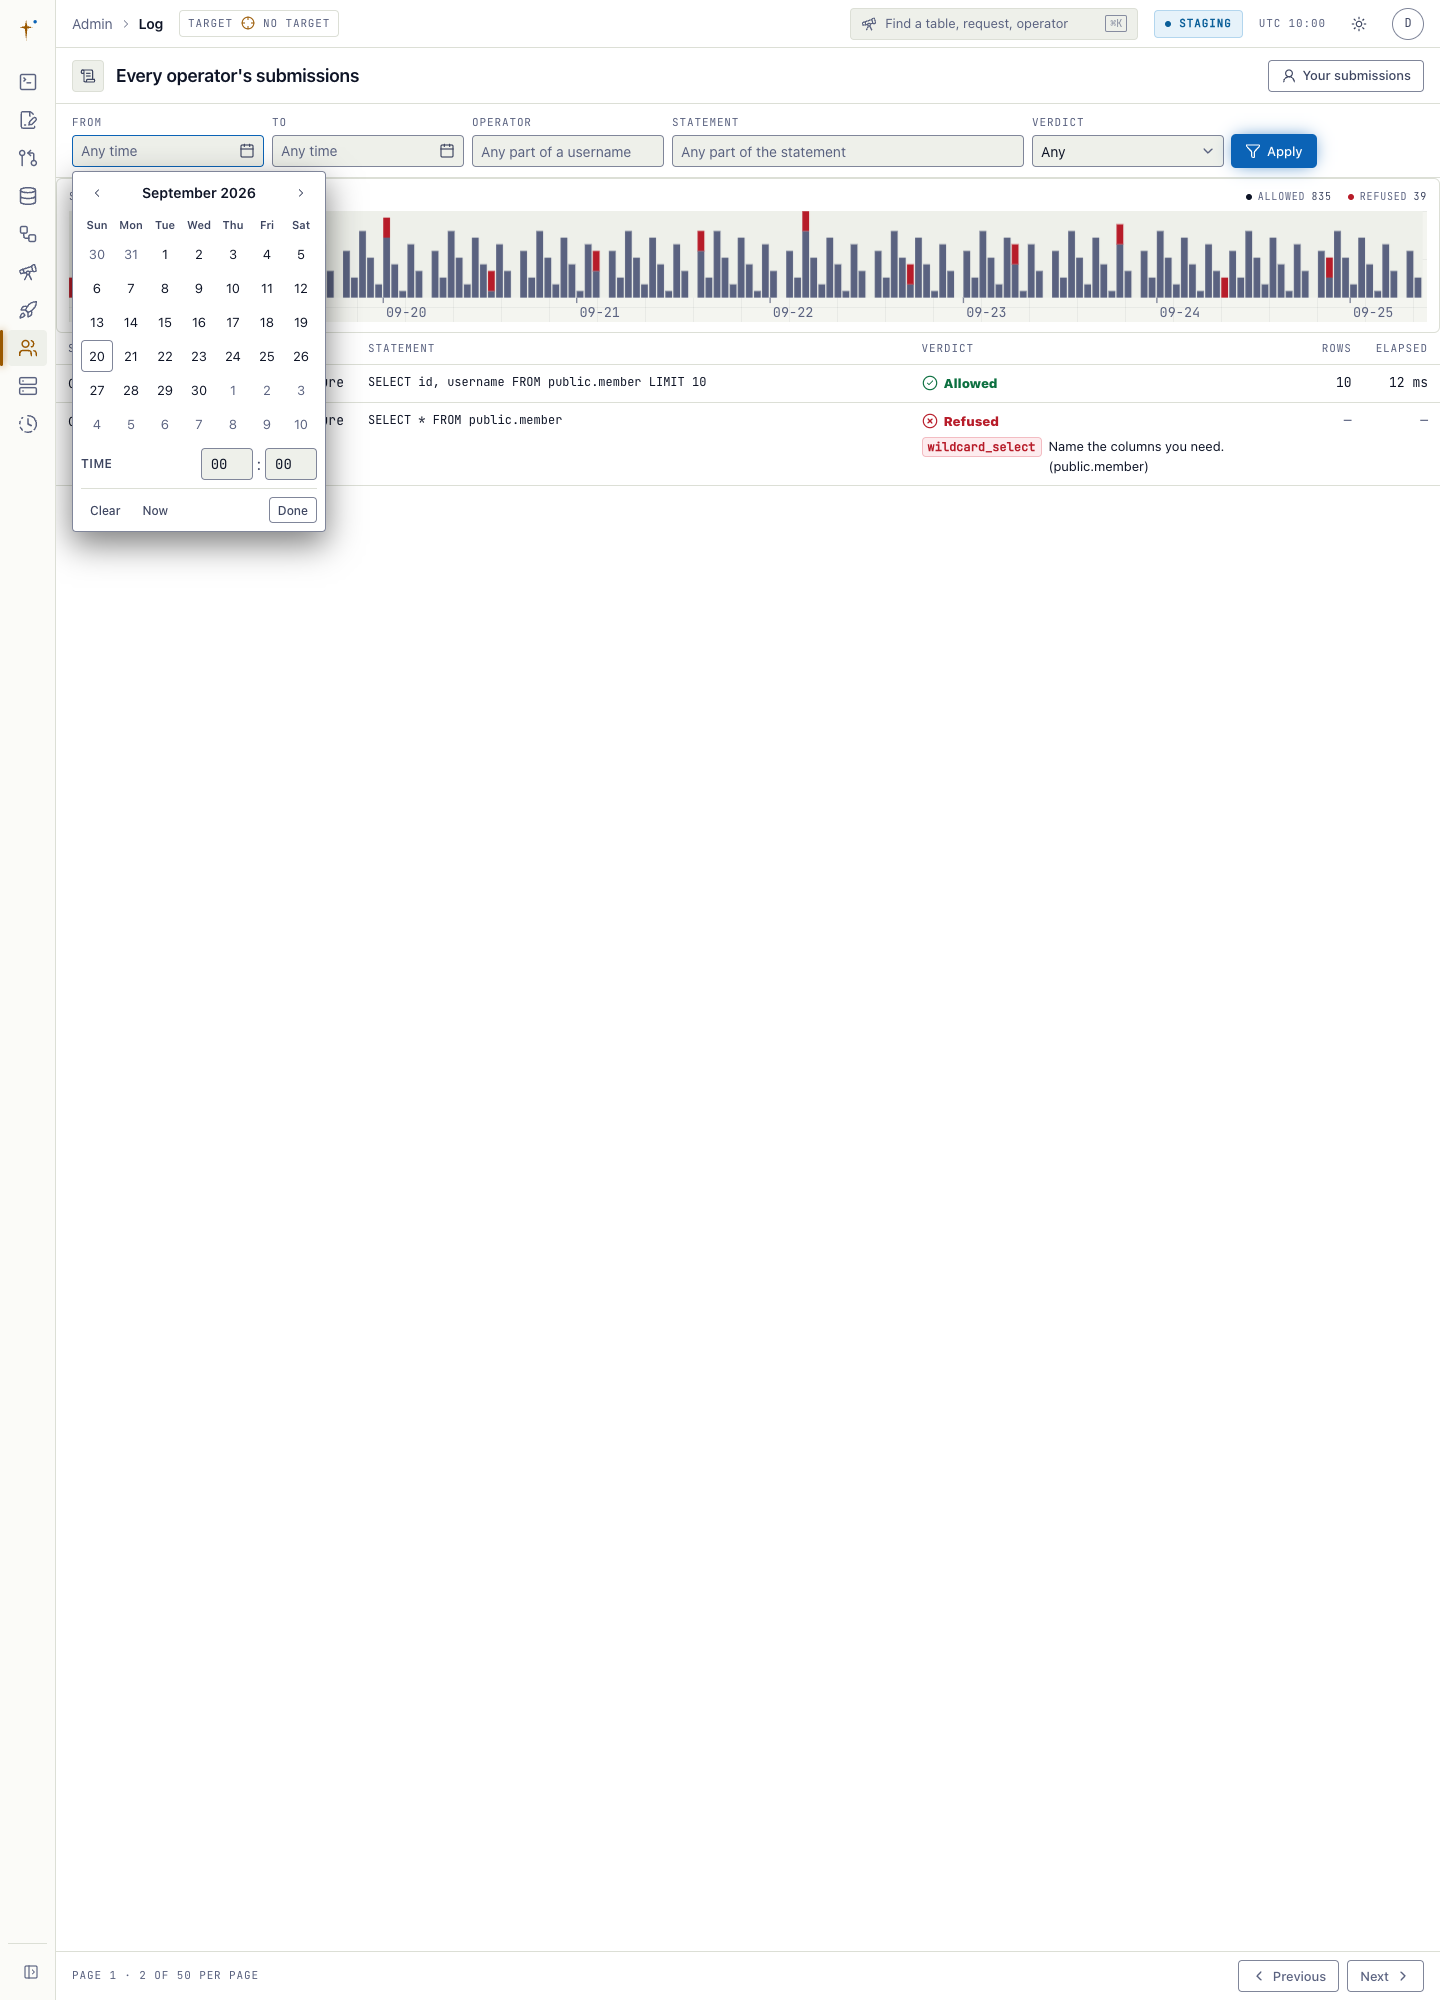 Admin > Log
TARGET NO TARGET
Find a table, request, operator ⌘K
STAGING
UTC 10:00
D
Every operator's submissions
Your submissions
FROM
TO
OPERATOR
STATEMENT
VERDICT
Any time
Any time
Any part of a username
Any part of the statement
Any
Apply
September 2026
Sun Mon Tue Wed Thu Fri Sat
30 31 1 2 3 4 5
6 7 8 9 10 11 12
13 14 15 16 17 18 19
20 21 22 23 24 25 26
27 28 29 30 1 2 3
4 5 6 7 8 9 10
TIME 00 : 00
Clear Now Done
ALLOWED 835 REFUSED 39
09-20 09-21 09-22 09-23 09-24 09-25
STATEMENT VERDICT ROWS ELAPSED
SELECT id, username FROM public.member LIMIT 10 Allowed 10 12 ms
SELECT * FROM public.member Refused — —
wildcard_select Name the columns you need.
(public.member)
PAGE 1 · 2 OF 50 PER PAGE
Previous Next